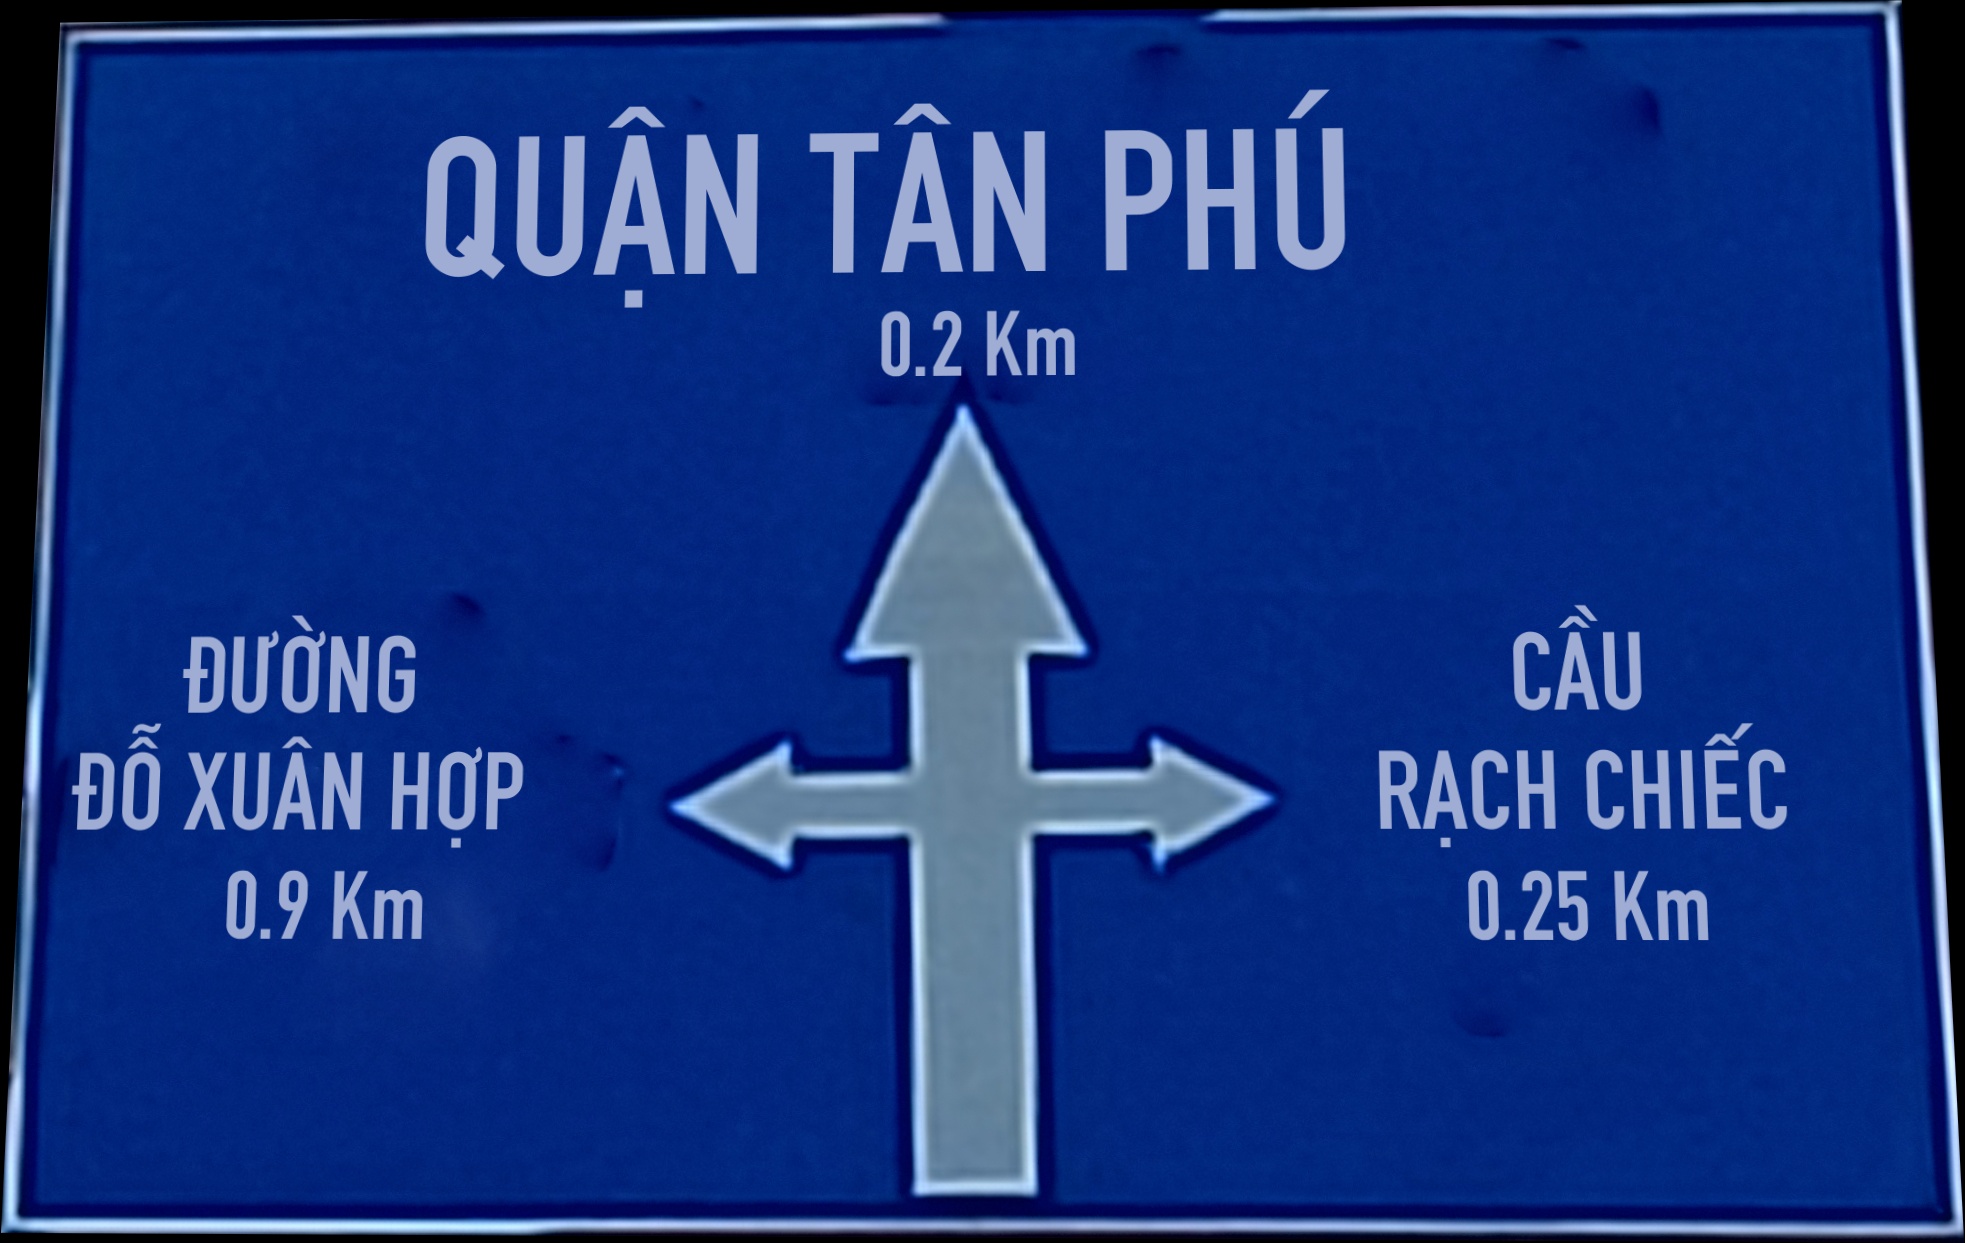 QUẬN TÂN PHÚ
0.2 Km
ĐƯỜNG
ĐỖ XUÂN HỢP
0.9 Km
CẦU
RẠCH CHIẾC
0.25 Km